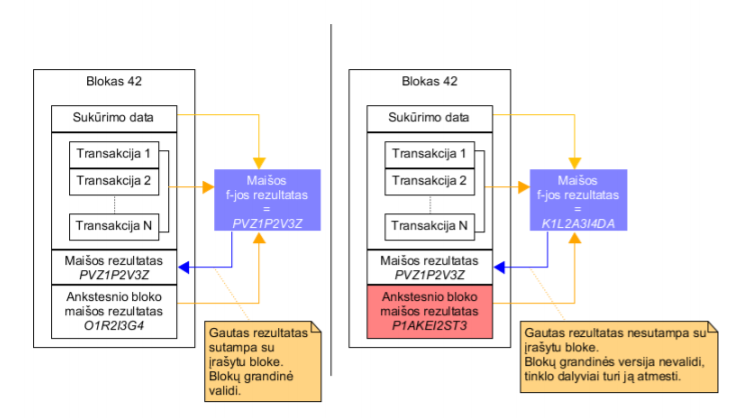 Blokas 42
Sukūrimo data
Transakcija 1
Transakcija 2
Transakcija N
Maišos
f-jos rezultatas
=
PVZ1P2V3Z
Maišos rezultatas
PVZ1P2V3Z
Ankstesnio bloko
maišos rezultatas
O1R2I3G4
Gautas rezultatas
sutampa su
įrašytu bloke.
Blokų grandinė
validi.
Blokas 42
Sukūrimo data
Transakcija 1
Transakcija 2
Transakcija N
Maišos
f-jos rezultatas
=
K1L2A3I4DA
Maišos rezultatas
PVZ1P2V3Z
Ankstesnio bloko
maišos rezultatas
P1AKEI2ST3
Gautas rezultatas nesutampa su
įrašytu bloke.
Blokų grandinės versija nevalidi,
tinklo dalyviai turi ją atmesti.